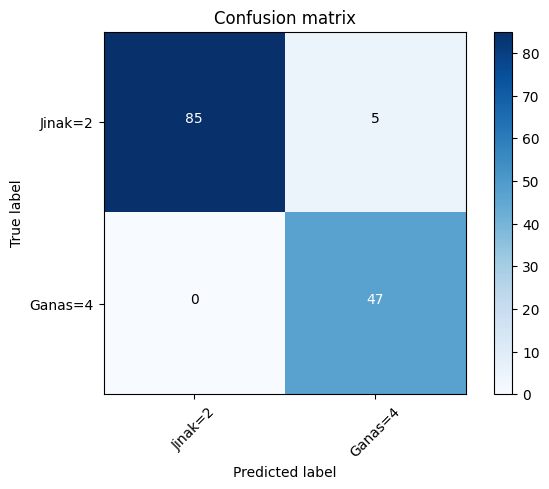 Confusion matrix
True label
Jinak=2
85
5
Ganas=4
0
47
Jinak=2
Ganas=4
Predicted label
80
70
60
50
40
30
20
10
0